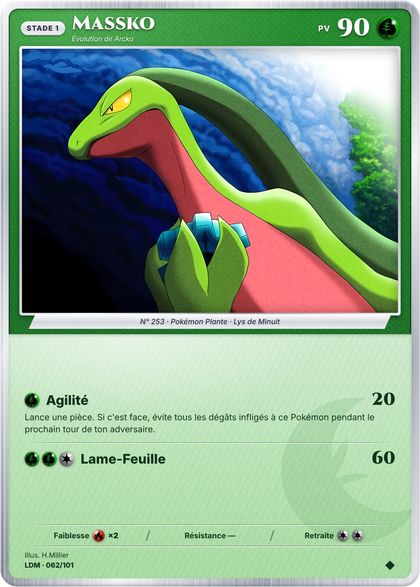 STADE 1 MASSKO PV 90
Évolution de Arcko
N° 253 · Pokémon Plante · Lys de Minuit
Agilité 20
Lance une pièce. Si c'est face, évite tous les dégâts infligés à ce Pokémon pendant le
prochain tour de ton adversaire.
Lame-Feuille 60
Faiblesse ×2 / Résistance — / Retraite
Illus. H.Millier
LDM · 062/101